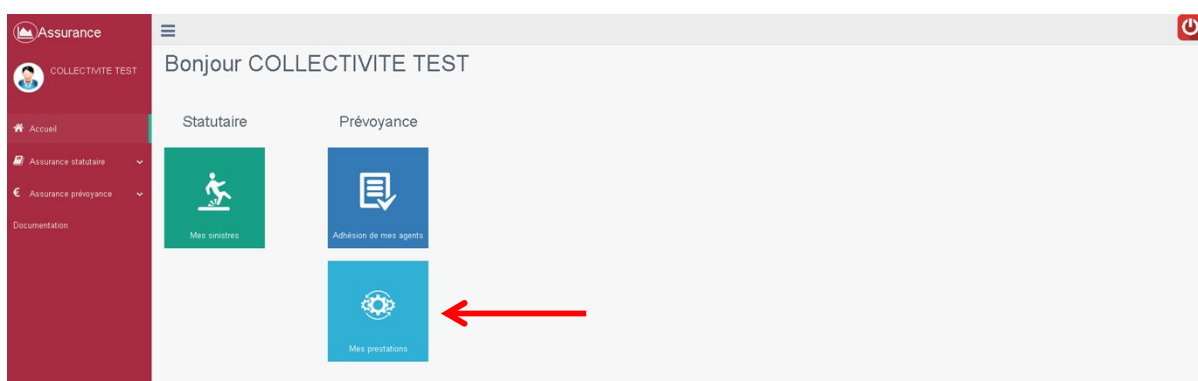 Assurance
COLLECTIVITE TEST
Accueil
Assurance statutaire
€ Assurance prévoyance
Documentation
Bonjour COLLECTIVITE TEST
Statutaire
Mes sinistres
Prévoyance
Adhésion de mes agents
Mes prestations